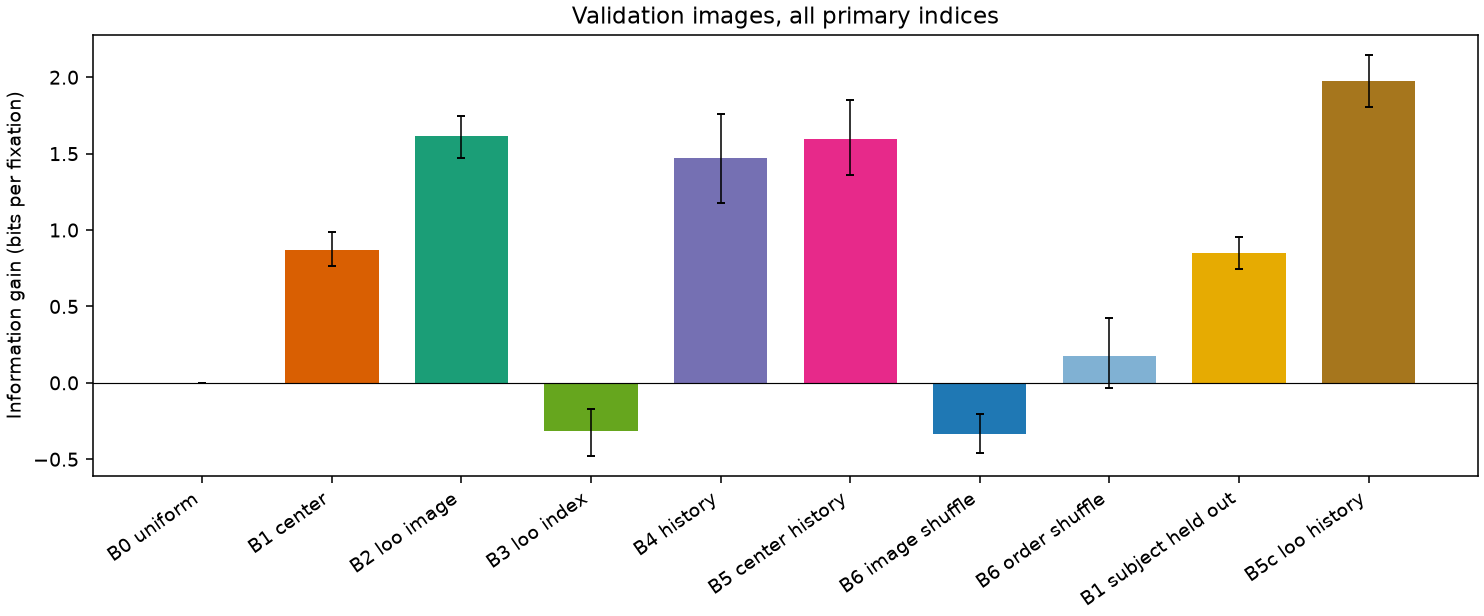 Validation images, all primary indices
Information gain (bits per fixation)
2.0
1.5
1.0
0.5
0.0
−0.5
B0 uniform
B1 center
B2 loo image
B3 loo index
B4 history
B5 center history
B6 image shuffle
B6 order shuffle
B1 subject held out
B5c loo history